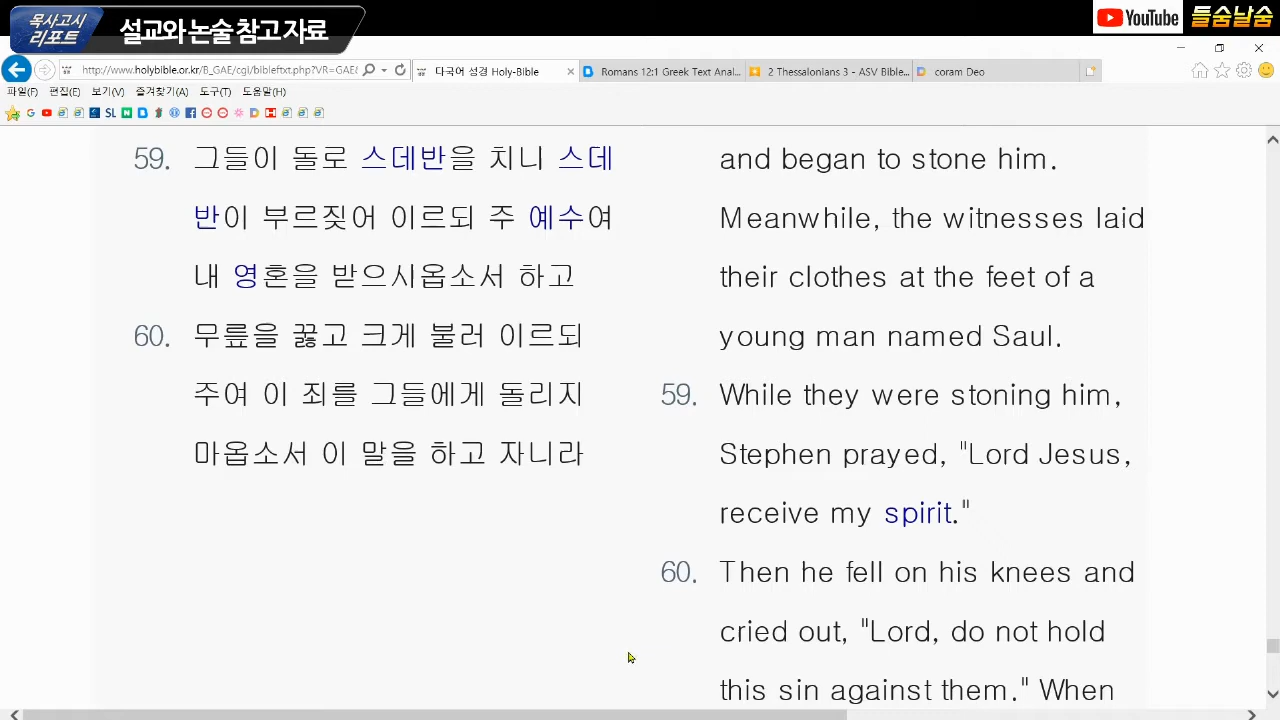 목사고시
리포트
설교와 논술 참고 자료
YouTube
들숨날숨
http://www.holybible.or.kr/B_GAE/cgi/bibleftxt.php?VR=GAE&
다국어 성경 Holy-Bible
Romans 12:1 Greek Text...
2 Thessalonians 3 - ASV Bible...
coram Deo
파일(F) 편집(E) 보기(V) 즐겨찾기(A) 도구(T) 도움말(H)
59. 그들이 돌로 스데반을 치니 스데
반이 부르짖어 이르되 주 예수여
내 영혼을 받으시옵소서 하고
60. 무릎을 꿇고 크게 불러 이르되
주여 이 죄를 그들에게 돌리지
마옵소서 이 말을 하고 자니라
and began to stone him.
Meanwhile, the witnesses laid
their clothes at the feet of a
young man named Saul.
59. While they were stoning him,
Stephen prayed, "Lord Jesus,
receive my spirit."
60. Then he fell on his knees and
cried out, "Lord, do not hold
this sin against them." When